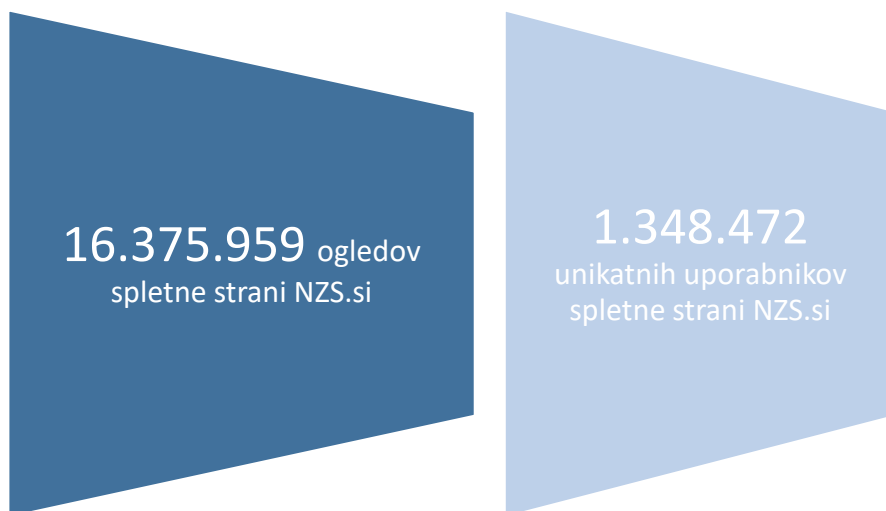 16.375.959 ogledov
spletne strani NZS.si
1.348.472
unikatnih uporabnikov
spletne strani NZS.si